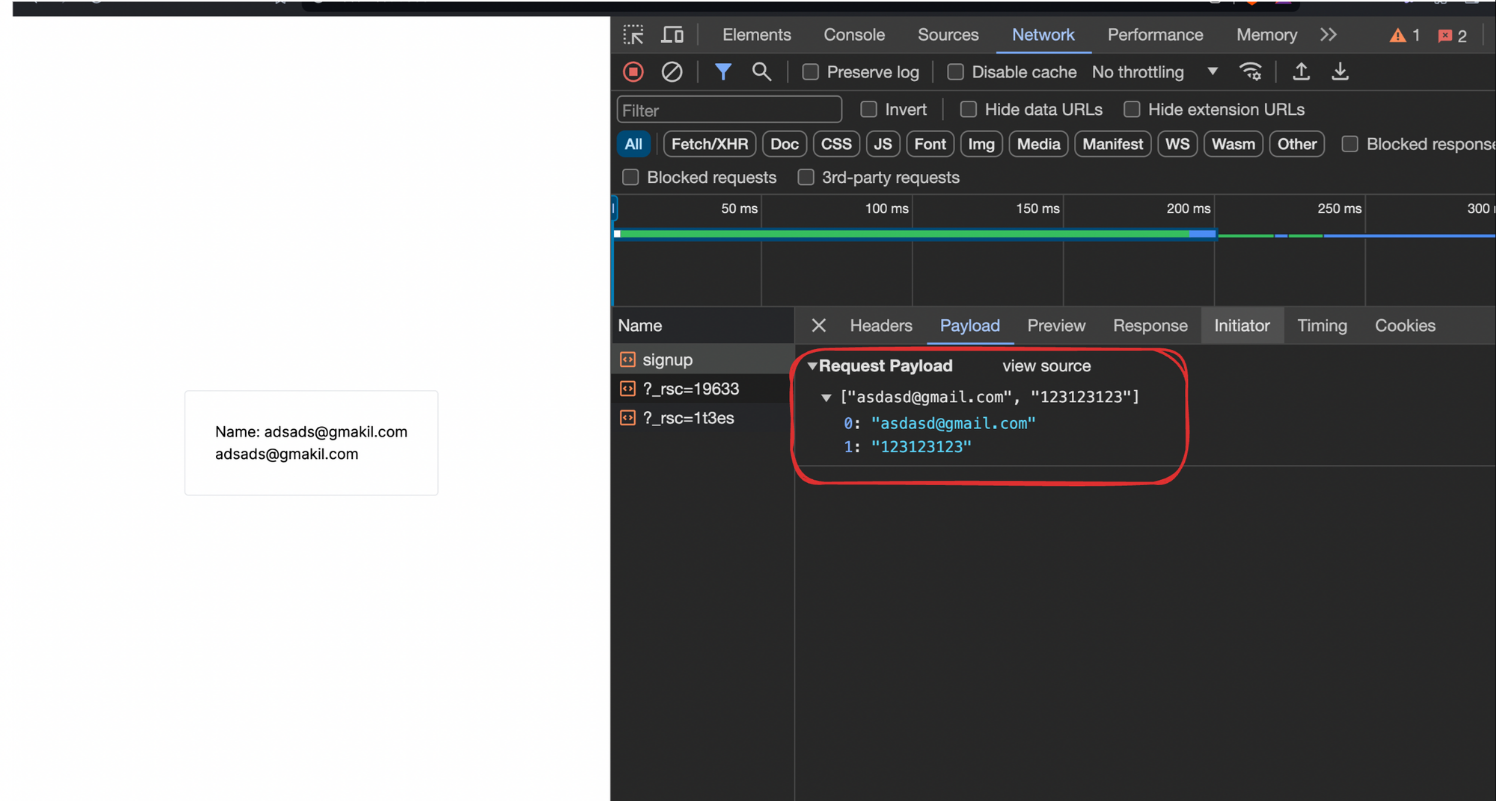 Elements Console Sources Network Performance Memory 1 2
Preserve log Disable cache No throttling
Filter Invert Hide data URLs Hide extension URLs
All Fetch/XHR Doc CSS JS Font Img Media Manifest WS Wasm Other Blocked response
Blocked requests 3rd-party requests
50 ms 100 ms 150 ms 200 ms 250 ms 300
Name Headers Payload Preview Response Initiator Timing Cookies
signup
?_rsc=19633
?_rsc=1t3es
Request Payload view source
["asdasd@gmail.com", "123123123"]
0: "asdasd@gmail.com"
1: "123123123"
Name: adsads@gmakil.com
adsads@gmakil.com